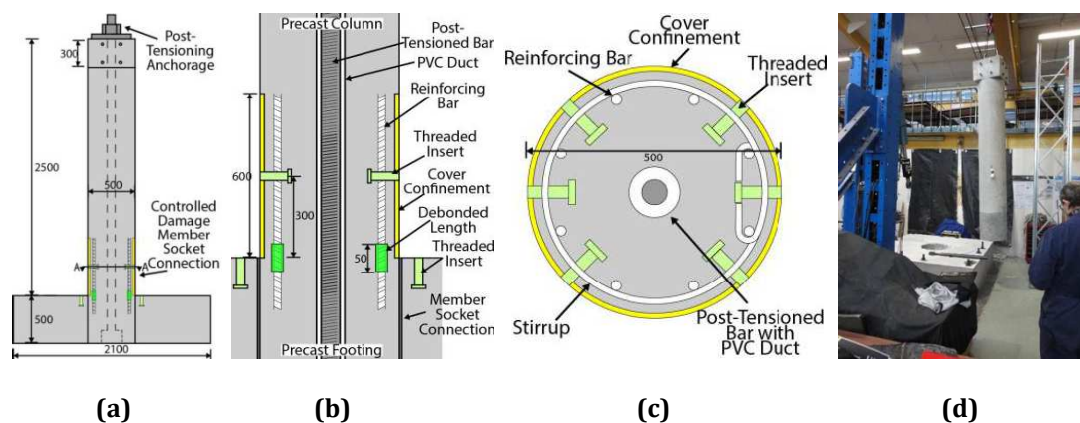 300
Post-
Tensioning
Anchorage
2500
500
Controlled
Damage
Member
Socket
Connection
A
A
500
2100
Precast Column
Post-
Tensioned Bar
PVC Duct
Reinforcing
Bar
Threaded
Insert
600
Cover
Confinement
300
Debonded
Length
50
Threaded
Insert
Member
Socket
Connection
Precast Footing
Cover
Confinement
Reinforcing Bar
Threaded
Insert
500
Stirrup
Post-Tensioned
Bar with
PVC Duct
(a)
(b)
(c)
(d)